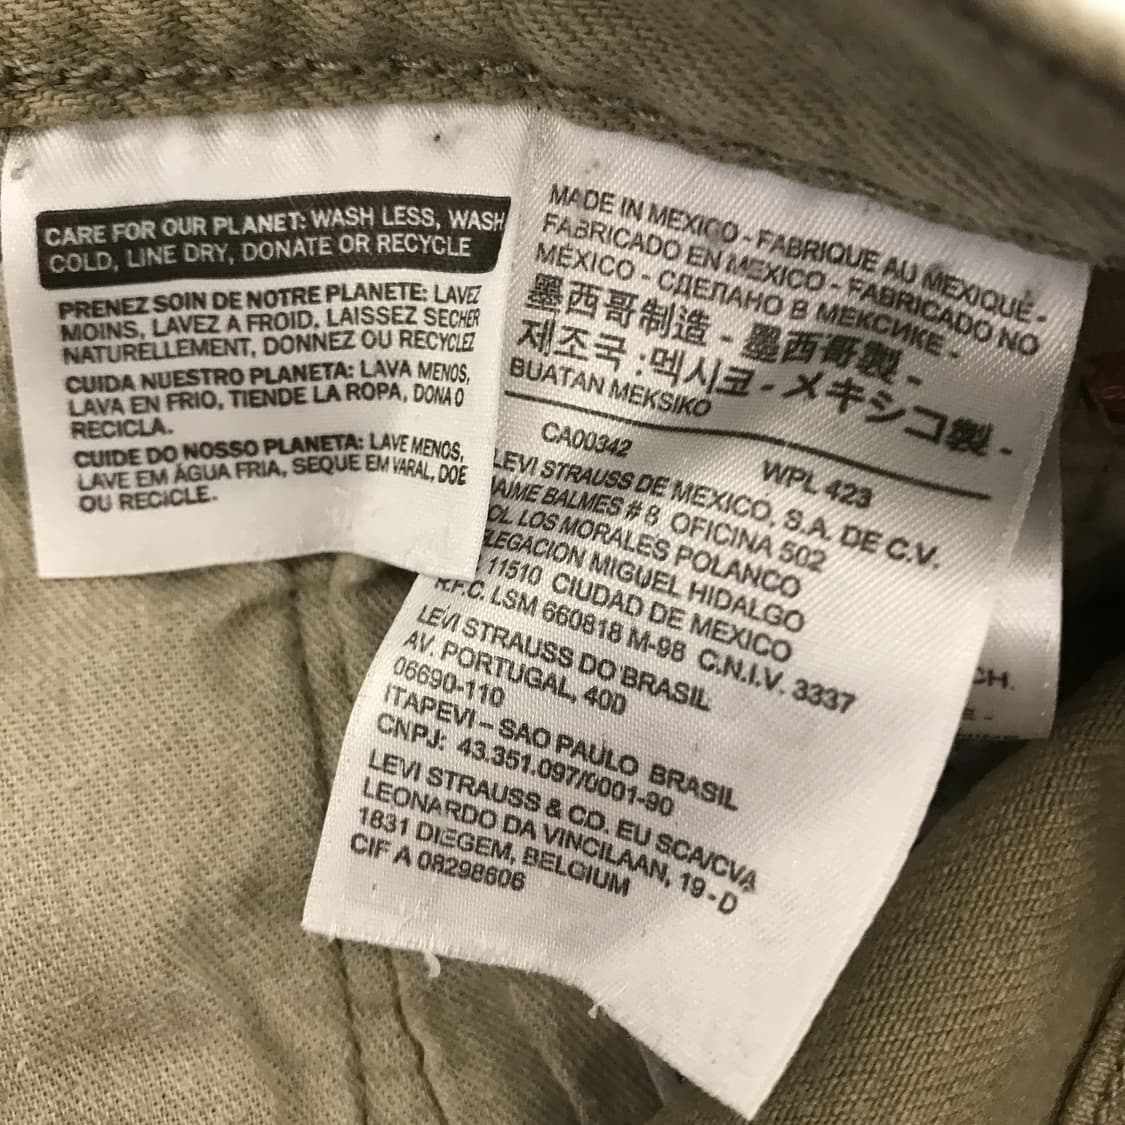 CARE FOR OUR PLANET: WASH LESS, WASH
COLD, LINE DRY, DONATE OR RECYCLE
PRENEZ SOIN DE NOTRE PLANETE: LAVEZ
MOINS, LAVEZ A FROID, LAISSEZ SECHER
NATURELLEMENT, DONNEZ OU RECYCLEZ
CUIDA NUESTRO PLANETA: LAVA MENOS,
LAVA EN FRIO, TIENDE LA ROPA, DONA O
RECICLA.
CUIDE DO NOSSO PLANETA: LAVE MENOS,
LAVE EM ÁGUA FRIA, SEQUE EM VARAL, DOE
OU RECICLE.
MADE IN MEXICO - FABRIQUE AU MEXIQUE -
FABRICADO EN MEXICO - FABRICADO NO
MÉXICO - СДЕЛАНО В МЕКСИКЕ -
墨西哥制造 - 墨西哥製 -
제조국 :멕시코 - メキシコ製 -
BUATAN MEKSIKO
CA00342 WPL 423
LEVI STRAUSS DE MEXICO, S.A. DE C.V.
JAIME BALMES # 8 OFICINA 502
COL. LOS MORALES POLANCO
DELEGACION MIGUEL HIDALGO
11510 CIUDAD DE MEXICO
R.F.C. LSM 660818 M-98 C.N.I.V. 3337
LEVI STRAUSS DO BRASIL
AV. PORTUGAL, 400
06690-110
ITAPEVI – SAO PAULO BRASIL
CNPJ: 43.351.097/0001-90
LEVI STRAUSS & CO. EU SCA/CVA
LEONARDO DA VINCILAAN, 19 - D
1831 DIEGEM, BELGIUM
CIF A 08298606
CH.